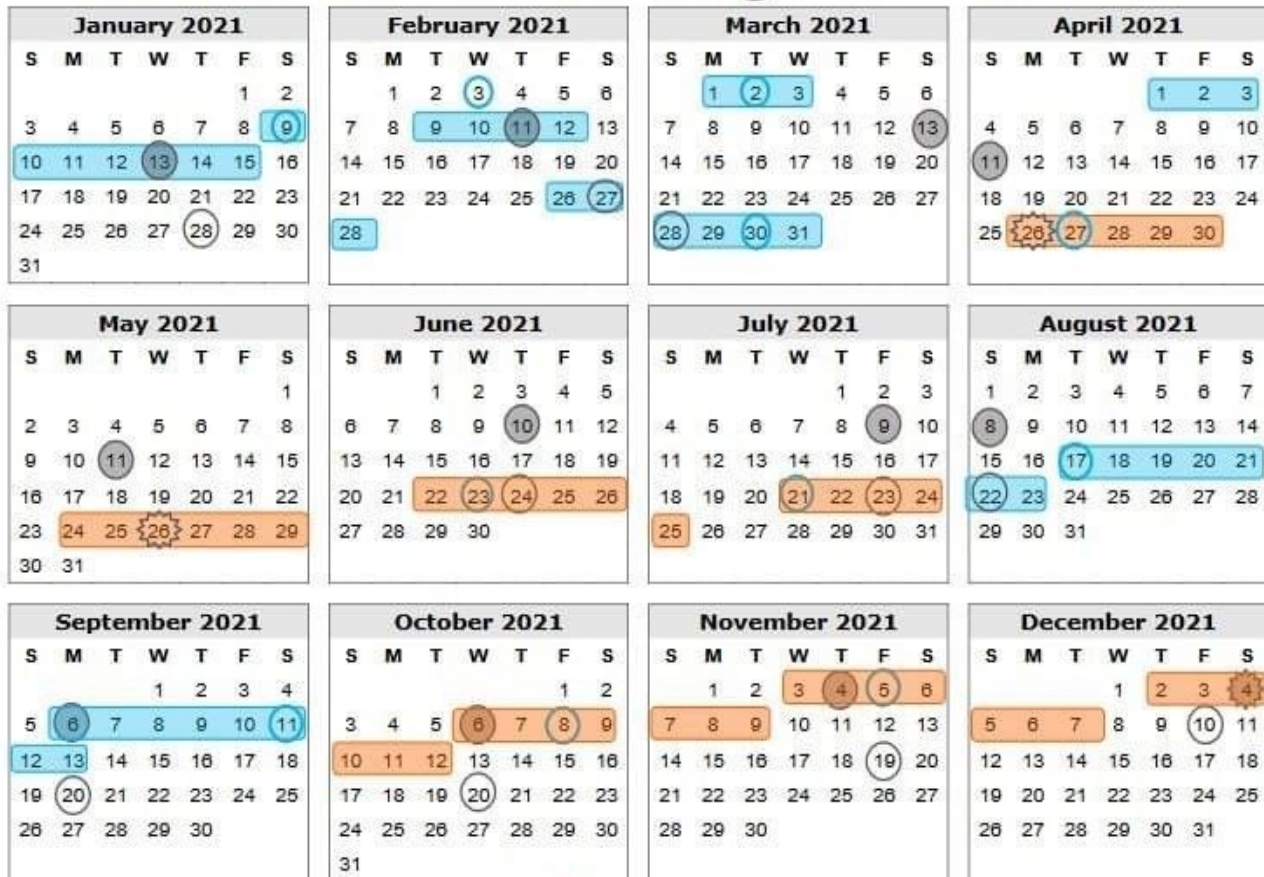 January 2021 February 2021 March 2021 April 2021
S M T W T F S S M T W T F S S M T W T F S S M T W T F S
1 2 1 2 3 4 5 6 1 2 3 4 5 6 1 2 3
3 4 5 6 7 8 9 7 8 9 10 11 12 13 7 8 9 10 11 12 13 4 5 6 7 8 9 10
10 11 12 13 14 15 16 14 15 16 17 18 19 20 14 15 16 17 18 19 20 11 12 13 14 15 16 17
17 18 19 20 21 22 23 21 22 23 24 25 26 27 21 22 23 24 25 26 27 18 19 20 21 22 23 24
24 25 26 27 28 29 30 28 28 29 30 31 25 26 27 28 29 30
31
May 2021 June 2021 July 2021 August 2021
S M T W T F S S M T W T F S S M T W T F S S M T W T F S
1 1 2 3 4 5 1 2 3 1 2 3 4 5 6 7
2 3 4 5 6 7 8 6 7 8 9 10 11 12 4 5 6 7 8 9 10 8 9 10 11 12 13 14
9 10 11 12 13 14 15 13 14 15 16 17 18 19 11 12 13 14 15 16 17 15 16 17 18 19 20 21
16 17 18 19 20 21 22 20 21 22 23 24 25 26 18 19 20 21 22 23 24 22 23 24 25 26 27 28
23 24 25 26 27 28 29 27 28 29 30 25 26 27 28 29 30 31 29 30 31
30 31
September 2021 October 2021 November 2021 December 2021
S M T W T F S S M T W T F S S M T W T F S S M T W T F S
1 2 3 4 1 2 1 2 3 4 5 6 1 2 3 4
5 6 7 8 9 10 11 3 4 5 6 7 8 9 7 8 9 10 11 12 13 5 6 7 8 9 10 11
12 13 14 15 16 17 18 10 11 12 13 14 15 16 14 15 16 17 18 19 20 12 13 14 15 16 17 18
19 20 21 22 23 24 25 17 18 19 20 21 22 23 21 22 23 24 25 26 27 19 20 21 22 23 24 25
26 27 28 29 30 24 25 26 27 28 29 30 28 29 30 26 27 28 29 30 31
31